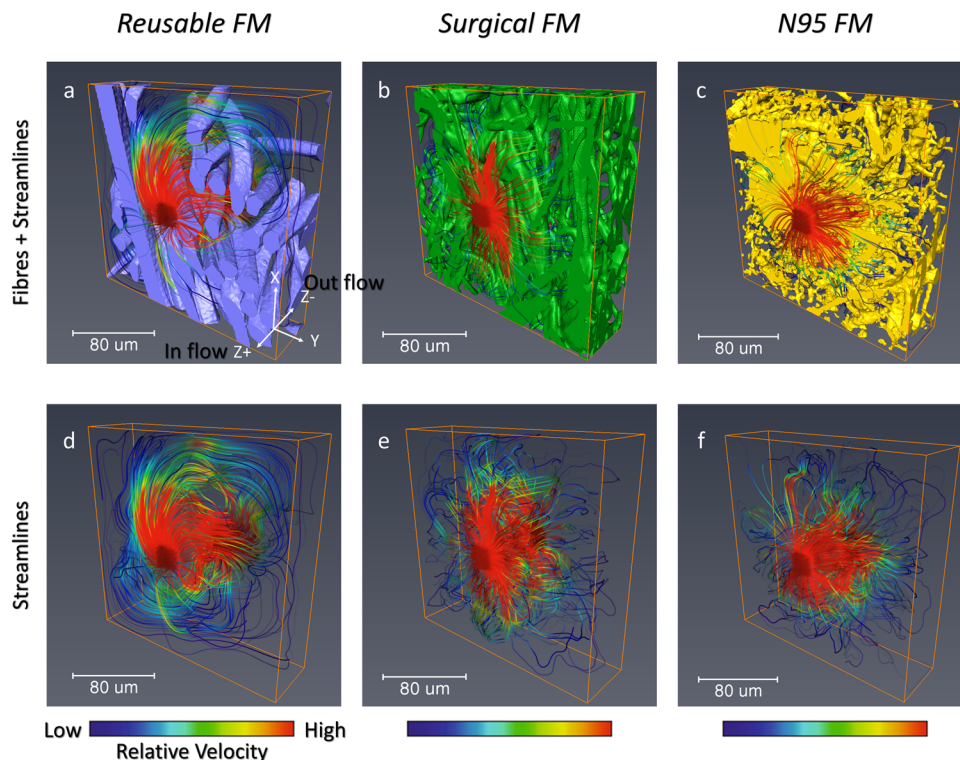 Reusable FM
Surgical FM
N95 FM
Fibres + Streamlines
a
b
c
X
Out flow
Z-
Y
In flow
Z+
80 um
80 um
80 um
Streamlines
d
e
f
80 um
80 um
80 um
Low
High
Relative Velocity